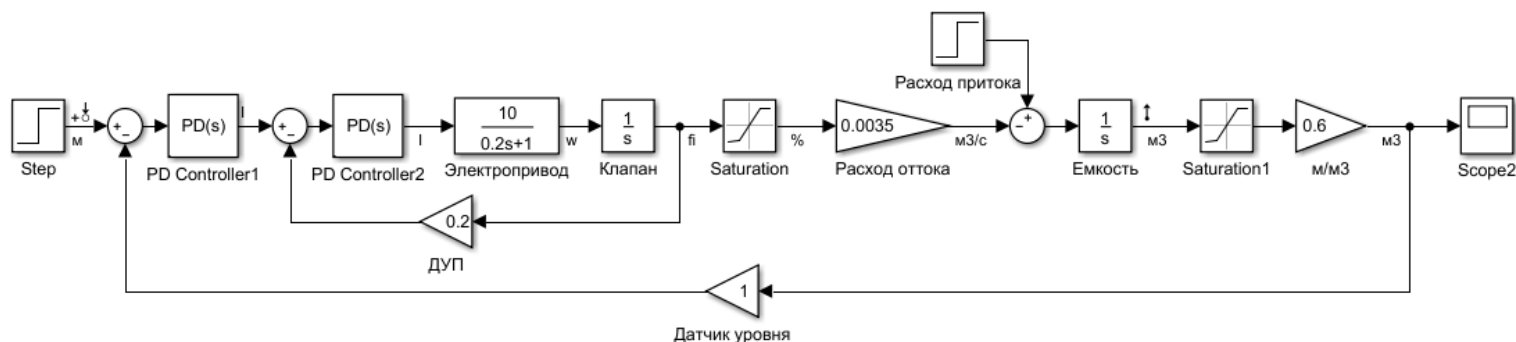 Расход притока
+
м
Step
+
−
PD(s)
PD Controller1
I
+
−
PD(s)
PD Controller2
I
10
0.2s+1
Электропривод
w
1
s
Клапан
fi
Saturation
%
0.0035
Расход оттока
м3/с
−
+
1
s
Емкость
м3
Saturation1
0.6
м/м3
м3
Scope2
0.2
ДУП
1
Датчик уровня